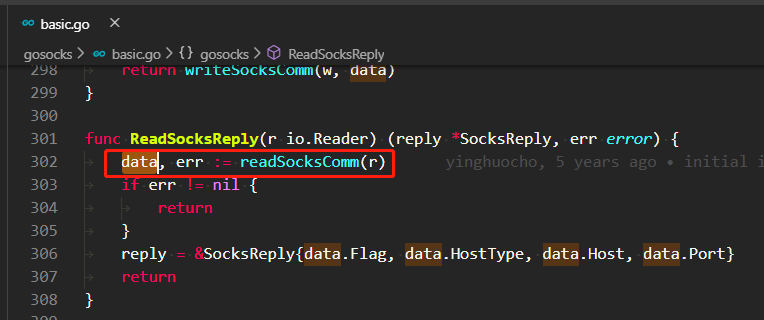 basic.go
gosocks > basic.go > {} gosocks > ReadSocksReply
298 return writeSocksComm(w, data)
299 }
300
301 func ReadSocksReply(r io.Reader) (reply *SocksReply, err error) {
302 data, err := readSocksComm(r) yinghuocho, 5 years ago • initial i
303 if err != nil {
304 return
305 }
306 reply = &SocksReply{data.Flag, data.HostType, data.Host, data.Port}
307 return
308 }